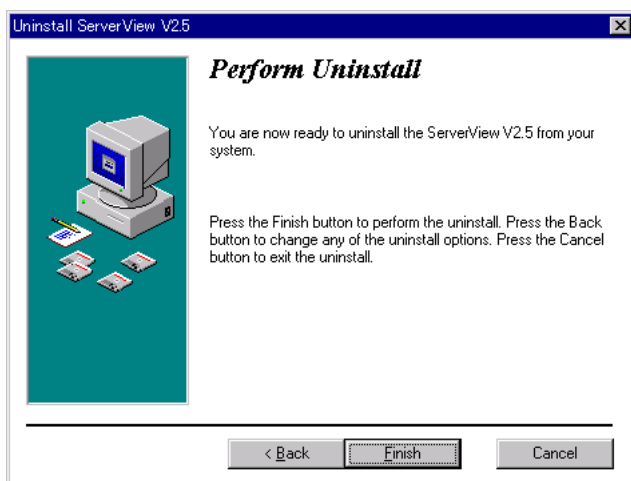 Uninstall ServerView V2.5
Perform Uninstall
You are now ready to uninstall the ServerView V2.5 from your
system.
Press the Finish button to perform the uninstall. Press the Back
button to change any of the uninstall options. Press the Cancel
button to exit the uninstall.
< Back
Finish
Cancel